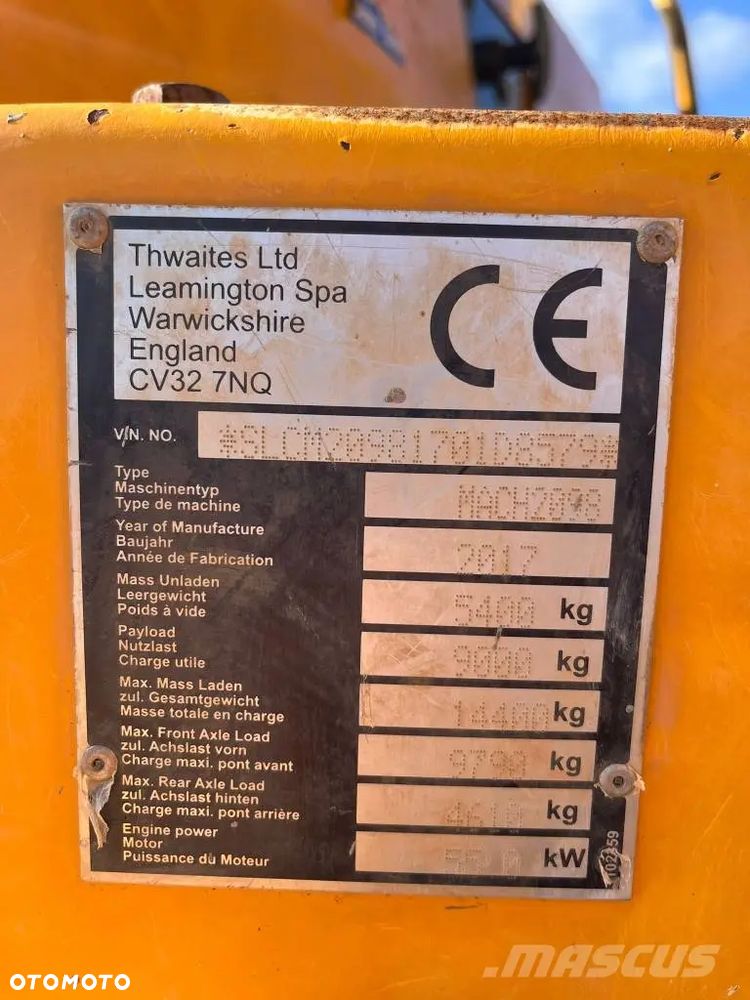 Thwaites Ltd
Leamington Spa
Warwickshire
England
CV32 7NQ
CE
V/N. NO.
Type
Maschinentyp
Type de machine
Year of Manufacture
Baujahr
Année de Fabrication
2017
Mass Unladen
Leergewicht
Poids à vide
5400 kg
Payload
Nutzlast
Charge utile
9000 kg
Max. Mass Laden
zul. Gesamtgewicht
Masse totale en charge
14400 kg
Max. Front Axle Load
zul. Achslast vorn
Charge maxi. pont avant
9790 kg
Max. Rear Axle Load
zul. Achslast hinten
Charge maxi. pont arrière
4610 kg
Engine power
Motor
Puissance du Moteur
kW
MASCUS
OTOMOTO